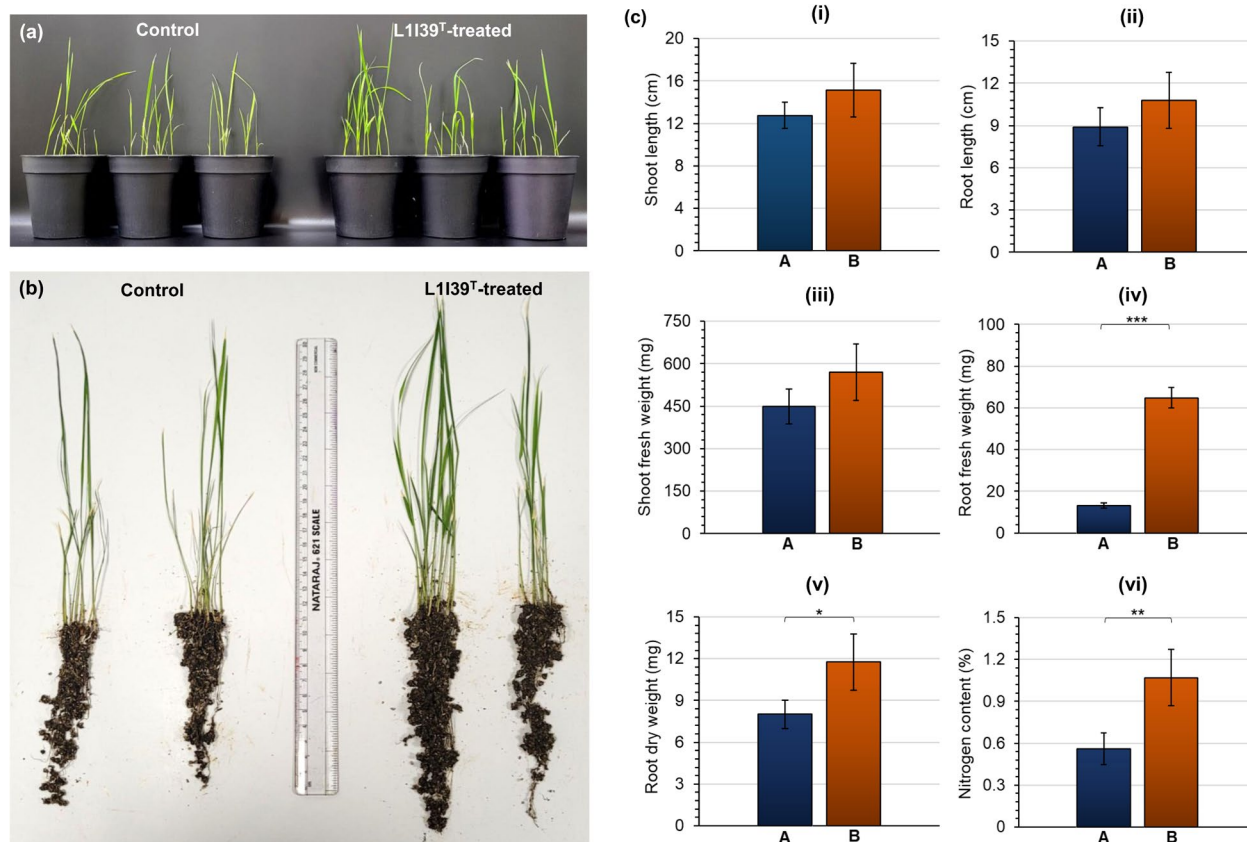 (a)
Control
L1I39ᵀ-treated
(b)
Control
L1I39ᵀ-treated
NATARAJ® 621 SCALE
(c)
(i)
Shoot length (cm)
20
16
12
8
4
0
A
B
(ii)
Root length (cm)
15
12
9
6
3
0
A
B
(iii)
Shoot fresh weight (mg)
750
600
450
300
150
0
A
B
(iv)
Root fresh weight (mg)
100
80
60
40
20
0
***
A
B
(v)
Root dry weight (mg)
15
12
9
6
3
0
*
A
B
(vi)
Nitrogen content (%)
1.5
1.2
0.9
0.6
0.3
0
**
A
B